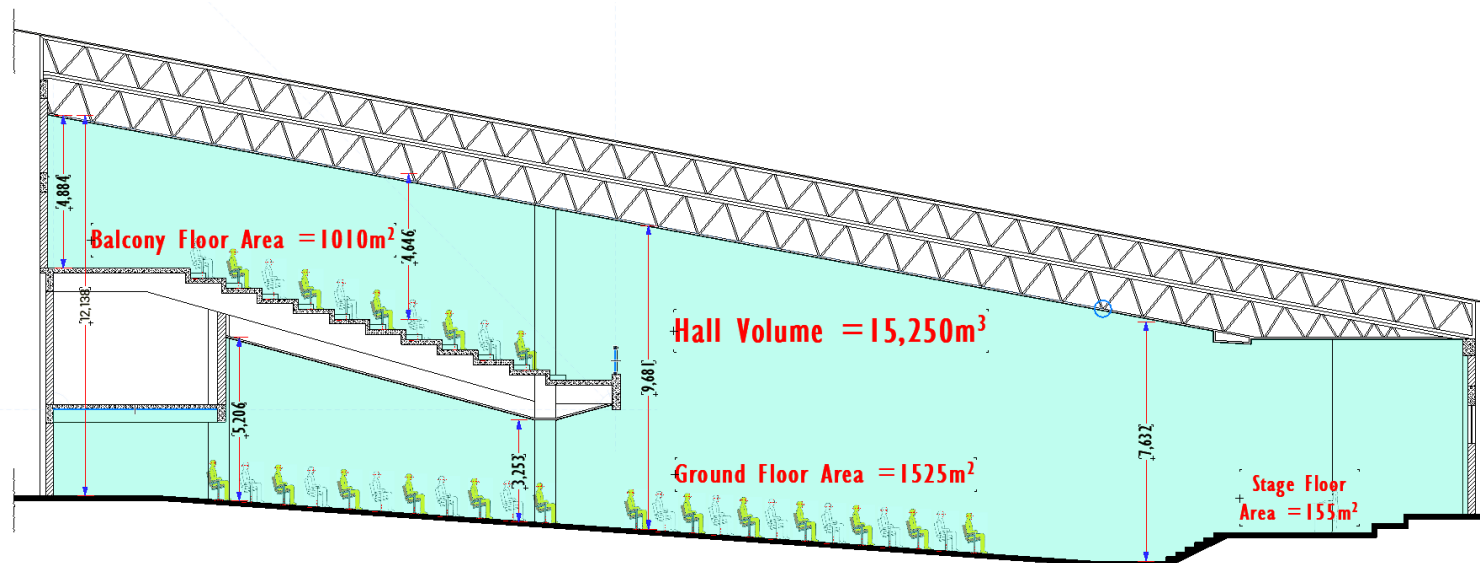 4,884
12,138
Balcony Floor Area =1010m²
4,646
Hall Volume =15,250m³
9,681
5,206
3,253
7,632
Ground Floor Area =1525m²
Stage Floor
Area =155m²